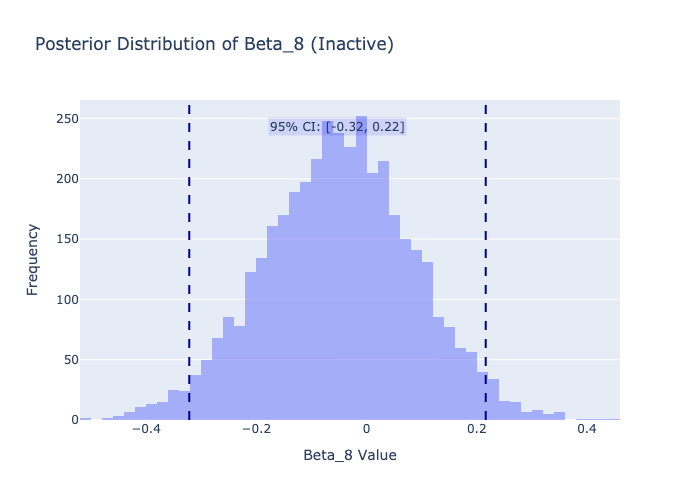 Posterior Distribution of Beta_8 (Inactive)
95% CI: [-0.32, 0.22]
250
200
150
100
50
0
Frequency
−0.4
−0.2
0
0.2
0.4
Beta_8 Value